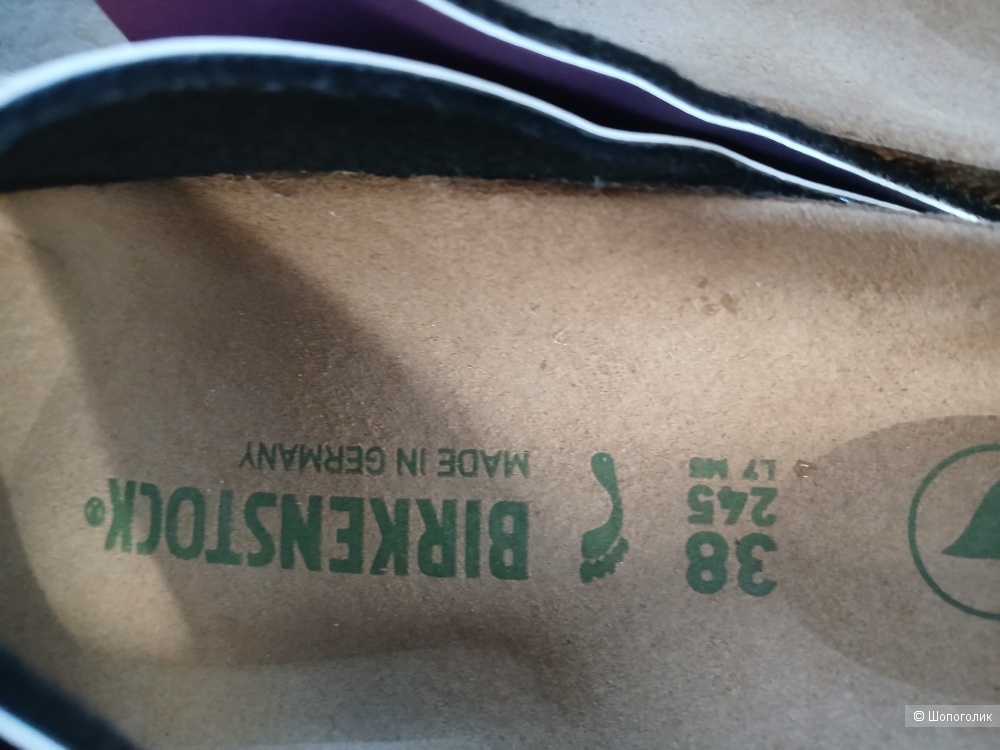 BIRKENSTOCK®
MADE IN GERMANY
38
245
L7 M5
© Шопоголик